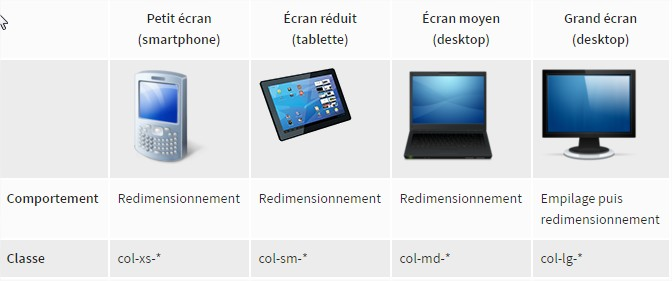 Petit écran (smartphone)
Écran réduit (tablette)
Écran moyen (desktop)
Grand écran (desktop)
Comportement
Redimensionnement
Redimensionnement
Redimensionnement
Empilage puis redimensionnement
Classe
col-xs-*
col-sm-*
col-md-*
col-lg-*